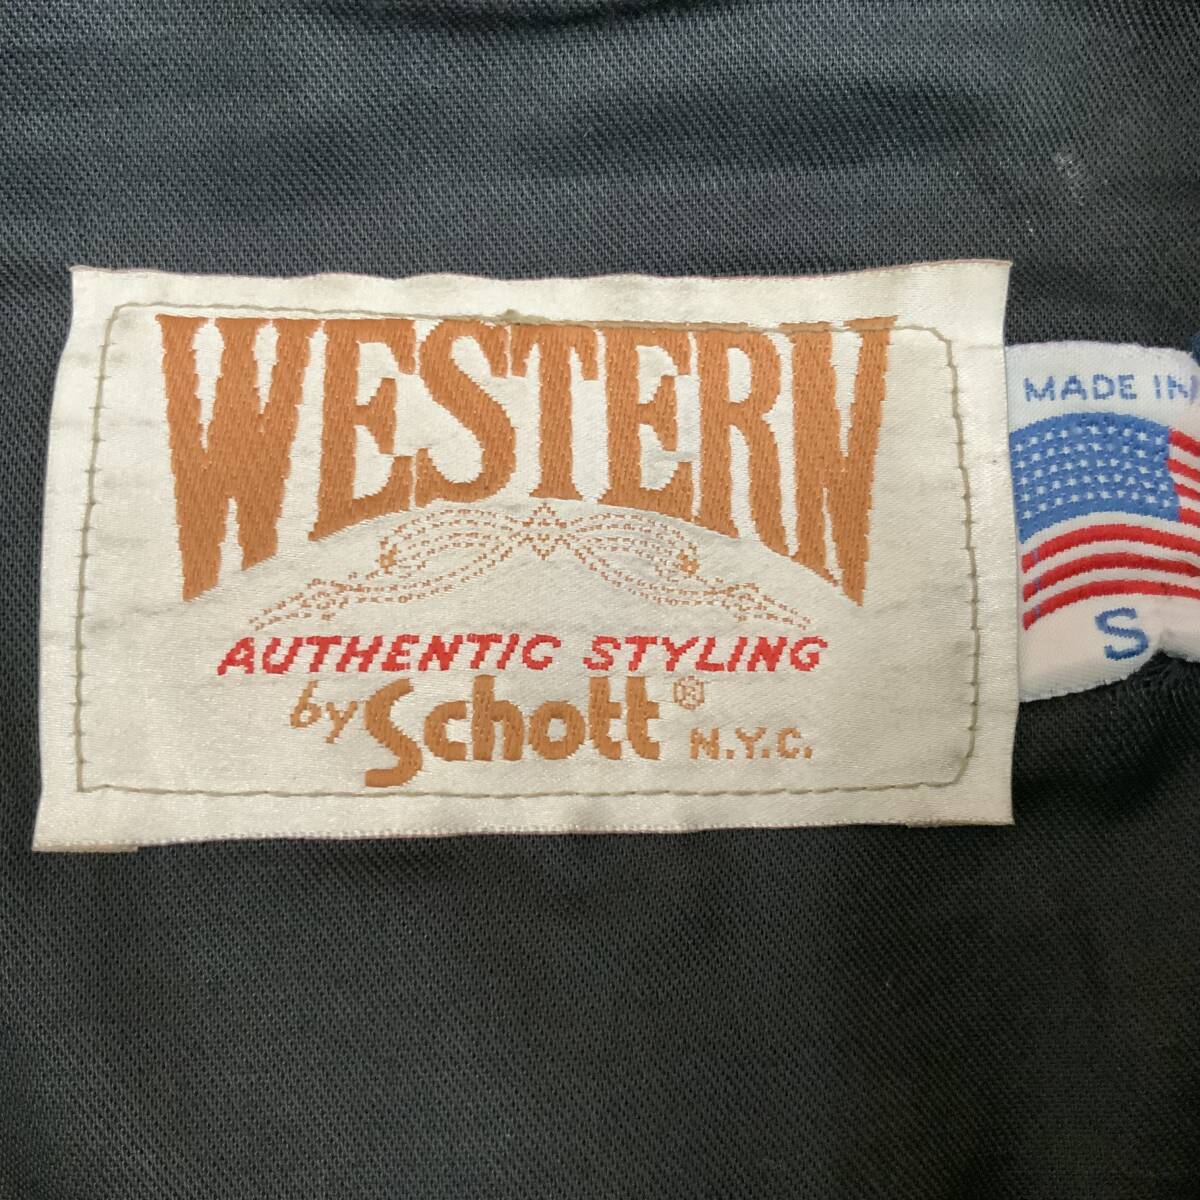 WESTERN
AUTHENTIC STYLING
by Schott® N.Y.C.
MADE IN
S